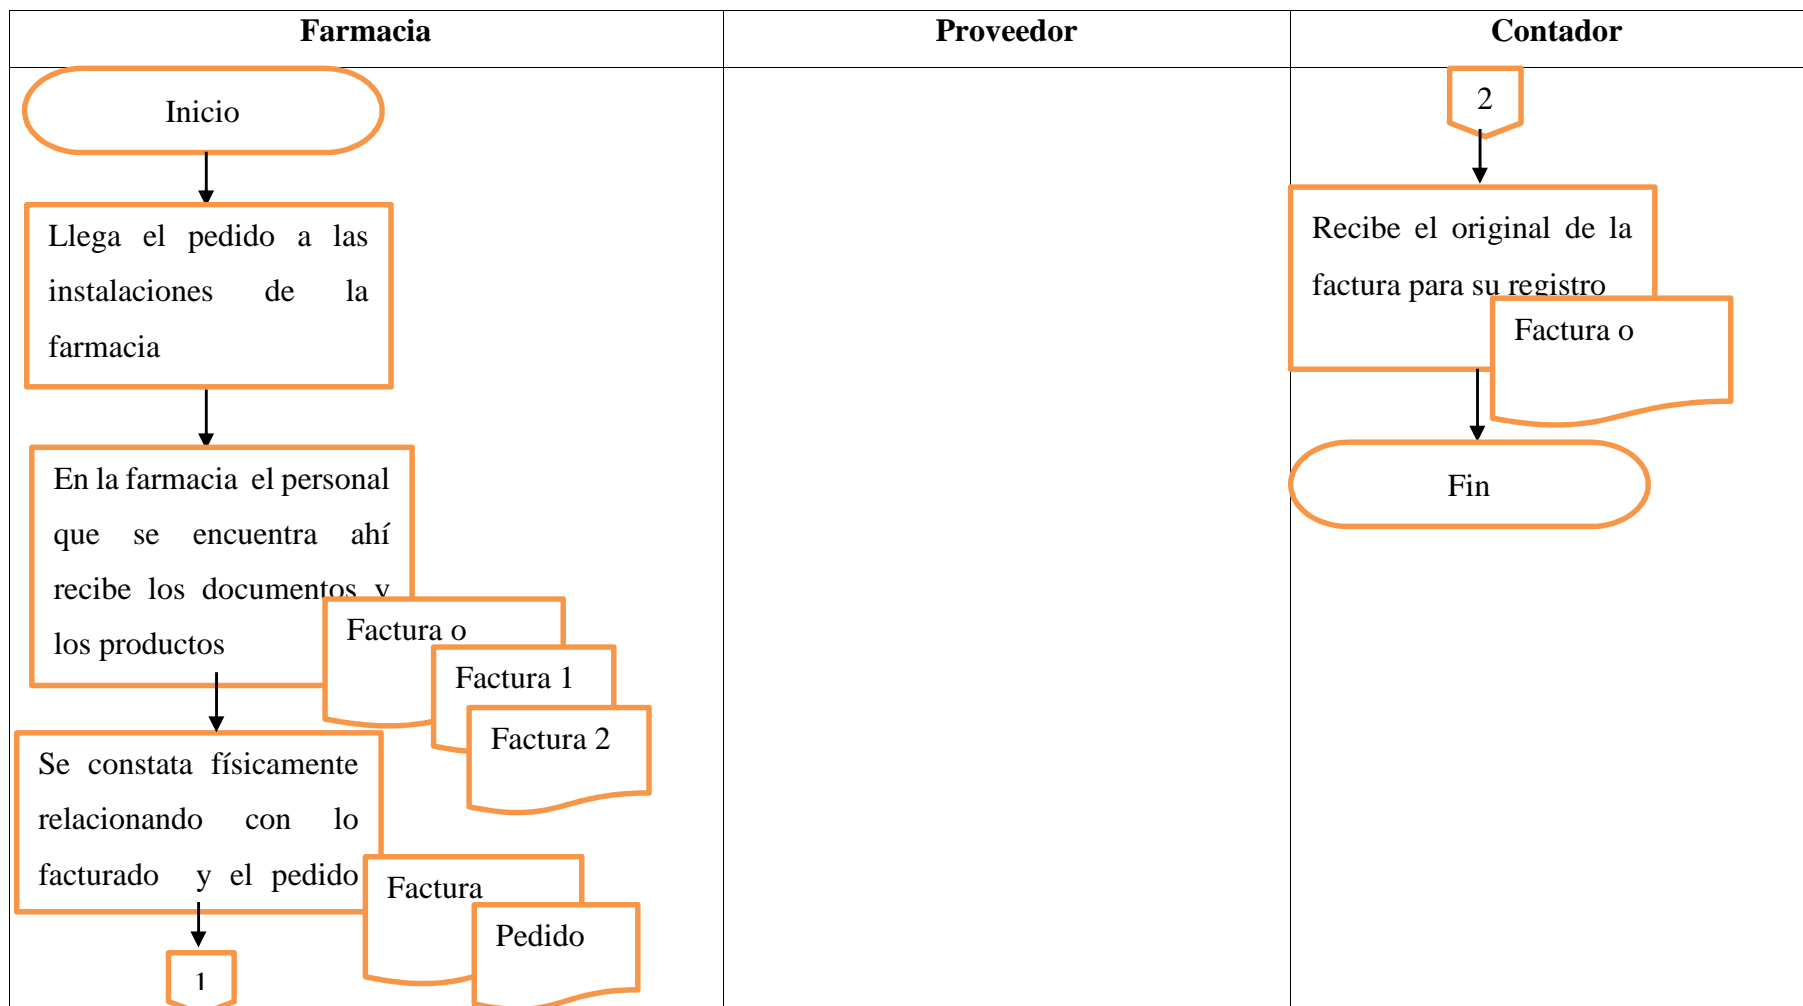 Farmacia
Proveedor
Contador
Inicio
Llega el pedido a las
instalaciones de la
farmacia
En la farmacia el personal
que se encuentra ahí
recibe los documentos y
los productos
Factura o
Factura 1
Factura 2
Se constata físicamente
relacionando con lo
facturado y el pedido
Factura
Pedido
1
2
Recibe el original de la
factura para su registro
Factura o
Fin